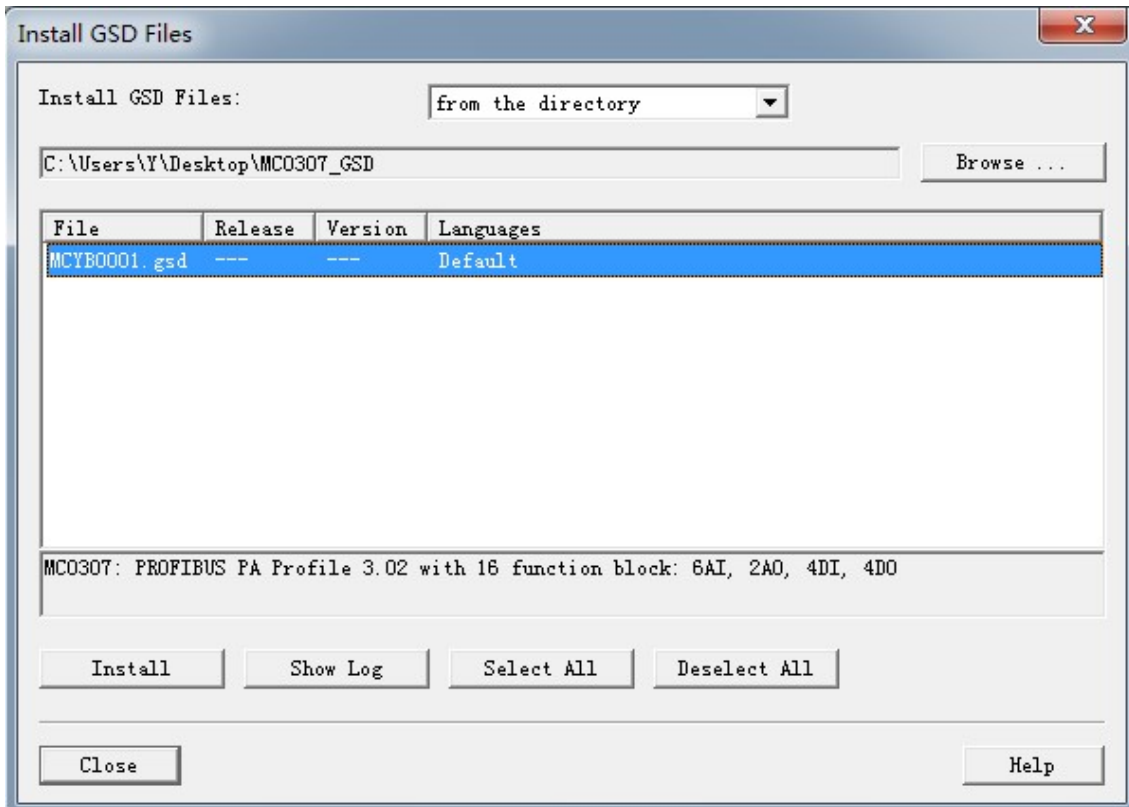 Install GSD Files
Install GSD Files: from the directory
C:\Users\Y\Desktop\MC0307_GSD Browse ...
File Release Version Languages
MCYB0001.gsd --- --- Default
MC0307: PROFIBUS PA Profile 3.02 with 16 function block: 6AI, 2AO, 4DI, 4DO
Install Show Log Select All Deselect All
Close Help